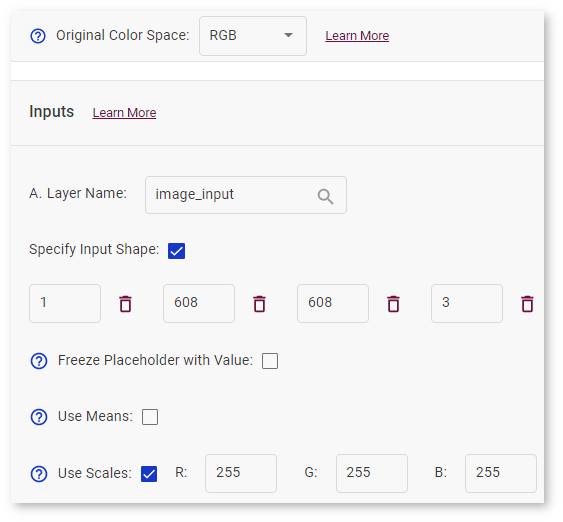 Original Color Space: RGB Learn More
Inputs Learn More
A. Layer Name: image_input
Specify Input Shape:
1 608 608 3
Freeze Placeholder with Value:
Use Means:
Use Scales: R: 255 G: 255 B: 255